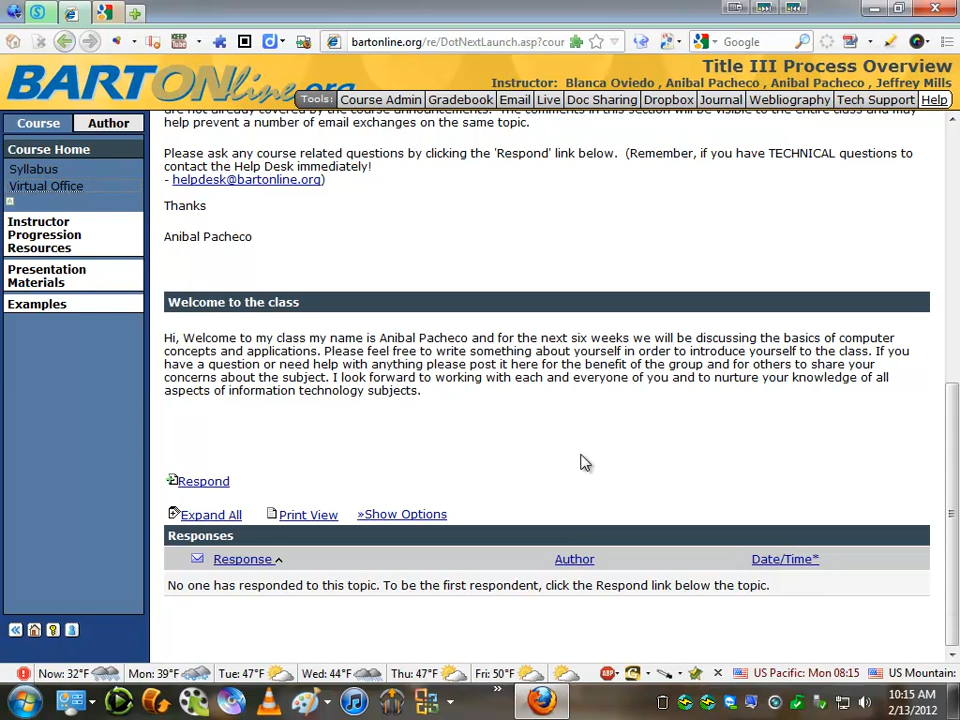 bartonline.org/re/DotNextLaunch.asp?cour
Google
BARTONline.org
Title III Process Overview
Instructor: Blanca Oviedo , Anibal Pacheco , Anibal Pacheco , Jeffrey Mills
Tools: Course Admin Gradebook Email Live Doc Sharing Dropbox Journal Webliography Tech Support Help
Course Author
Course Home
Syllabus
Virtual Office
Instructor
Progression
Resources
Presentation
Materials
Examples
help prevent a number of email exchanges on the same topic.
Please ask any course related questions by clicking the 'Respond' link below. (Remember, if you have TECHNICAL questions to
contact the Help Desk immediately!
- helpdesk@bartonline.org)
Thanks
Anibal Pacheco
Welcome to the class
Hi, Welcome to my class my name is Anibal Pacheco and for the next six weeks we will be discussing the basics of computer
concepts and applications. Please feel free to write something about yourself in order to introduce yourself to the class. If you
have a question or need help with anything please post it here for the benefit of the group and for others to share your
concerns about the subject. I look forward to working with each and everyone of you and to nurture your knowledge of all
aspects of information technology subjects.
Respond
Expand All Print View »Show Options
Responses
Response Author Date/Time*
No one has responded to this topic. To be the first respondent, click the Respond link below the topic.
Now: 32°F Mon: 39°F Tue: 47°F Wed: 44°F Thu: 47°F Fri: 50°F ABP US Pacific: Mon 08:15 US Mountain:
10:15 AM
2/13/2012